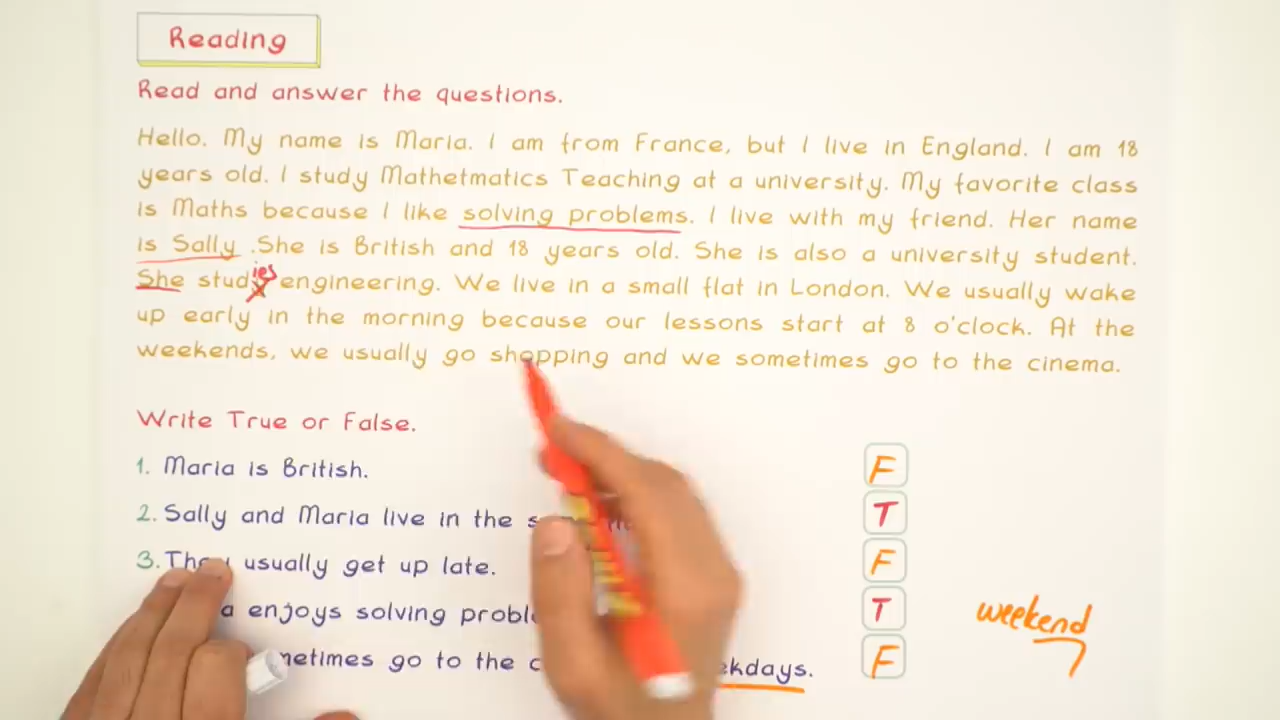 Reading
Read and answer the questions.
Hello. My name is Maria. I am from France, but I live in England. I am 18
years old. I study Mathetmatics Teaching at a university. My favorite class
is Maths because I like solving problems. I live with my friend. Her name
is Sally .She is British and 18 years old. She is also a university student.
She studies engineering. We live in a small flat in London. We usually wake
up early in the morning because our lessons start at 8 o'clock. At the
weekends, we usually go shopping and we sometimes go to the cinema.
Write True or False.
1. Maria is British. F
2. Sally and Maria live in the T
3. They usually get up late. F
enjoys solving T
weekend
go to the F